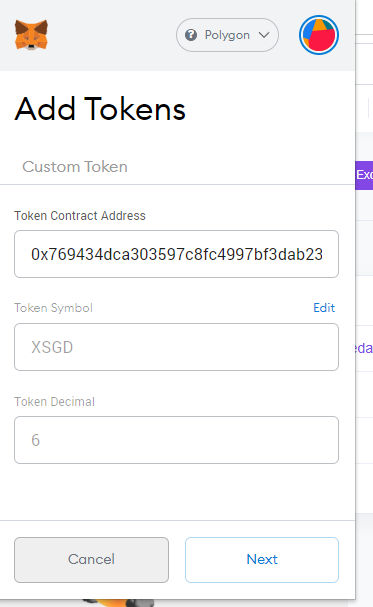 Polygon
Add Tokens
Custom Token
Token Contract Address
0x769434dca303597c8fc4997bf3dab23
Token Symbol
Edit
XSGD
Token Decimal
6
Cancel
Next
Exc
eda